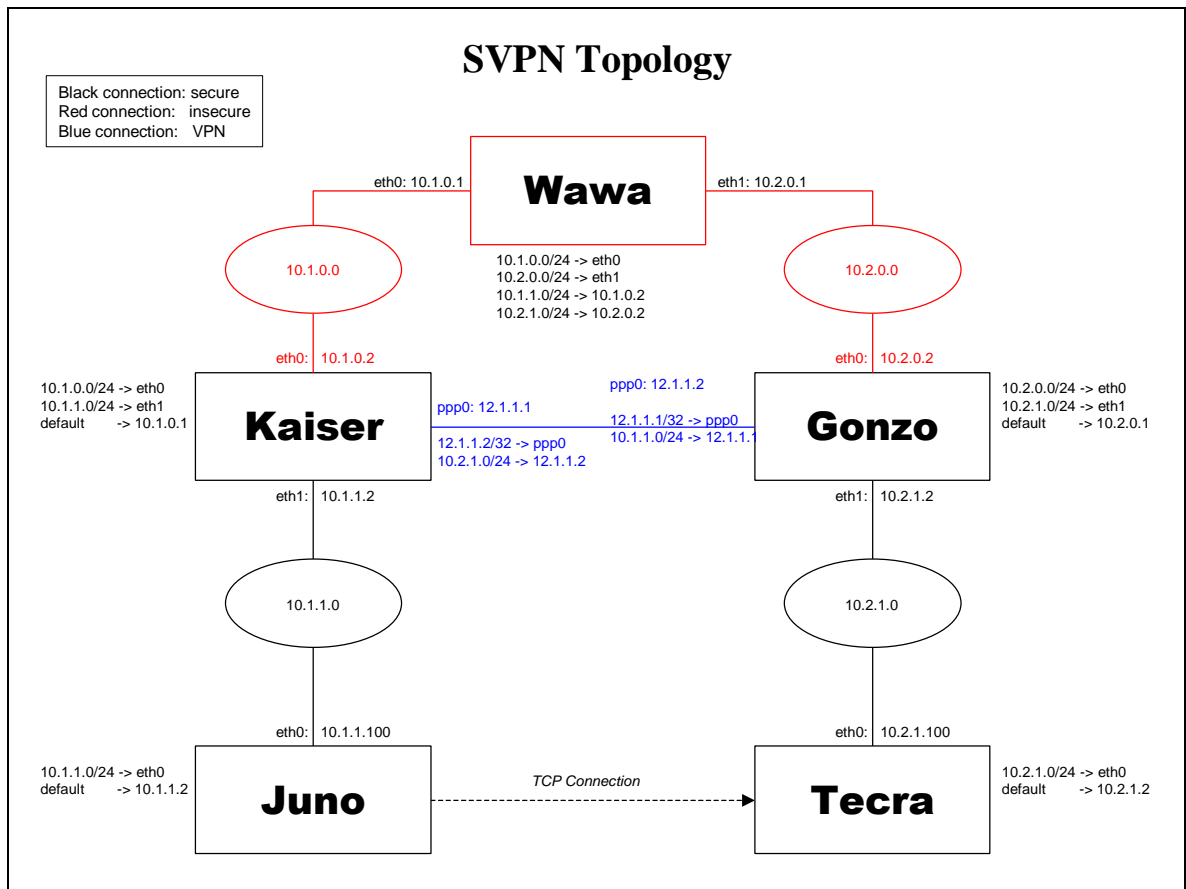 SVPN Topology
Black connection: secure
Red connection: insecure
Blue connection: VPN
eth0: 10.1.0.1
Wawa
eth1: 10.2.0.1
10.1.0.0
10.2.0.0
10.1.0.0/24 -> eth0
10.2.0.0/24 -> eth1
10.1.1.0/24 -> 10.1.0.2
10.2.1.0/24 -> 10.2.0.2
eth0: 10.1.0.2
eth0: 10.2.0.2
10.1.0.0/24 -> eth0
10.1.1.0/24 -> eth1
default -> 10.1.0.1
Kaiser
ppp0: 12.1.1.1
12.1.1.2/32 -> ppp0
10.2.1.0/24 -> 12.1.1.2
ppp0: 12.1.1.2
12.1.1.1/32 -> ppp0
10.1.1.0/24 -> 12.1.1.1
Gonzo
10.2.0.0/24 -> eth0
10.2.1.0/24 -> eth1
default -> 10.2.0.1
eth1: 10.1.1.2
eth1: 10.2.1.2
10.1.1.0
10.2.1.0
eth0: 10.1.1.100
eth0: 10.2.1.100
10.1.1.0/24 -> eth0
default -> 10.1.1.2
Juno
TCP Connection
Tecra
10.2.1.0/24 -> eth0
default -> 10.2.1.2